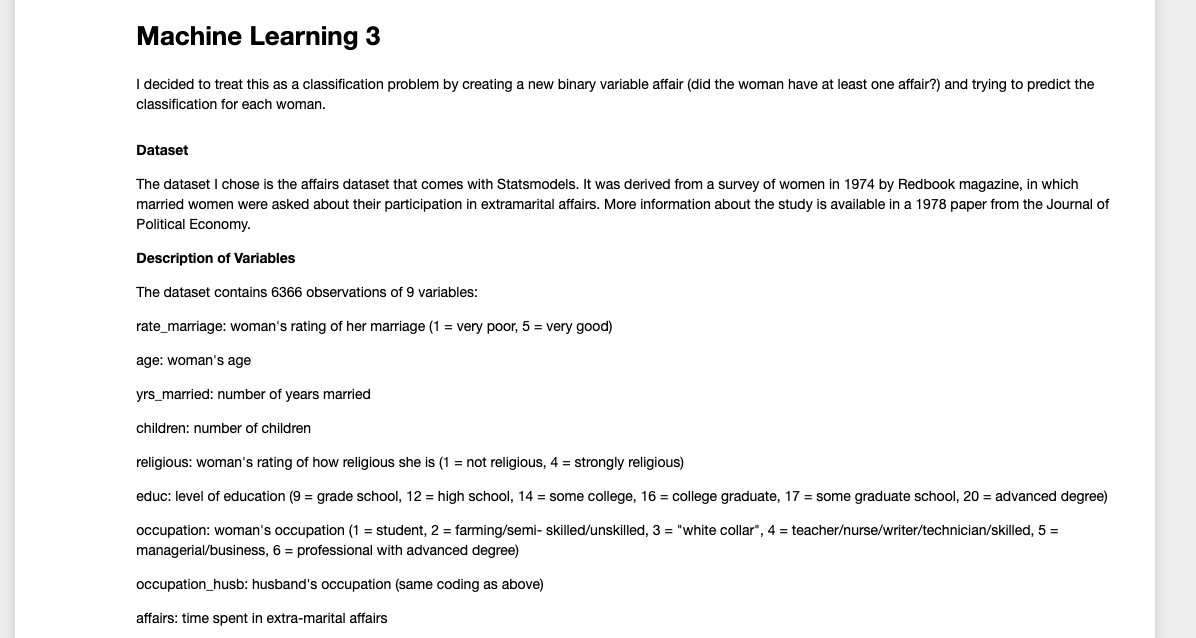 Machine Learning 3
I decided to treat this as a classification problem by creating a new binary variable affair (did the woman have at least one affair?) and trying to predict the
classification for each woman.
Dataset
The dataset I chose is the affairs dataset that comes with Statsmodels. It was derived from a survey of women in 1974 by Redbook magazine, in which
married women were asked about their participation in extramarital affairs. More information about the study is available in a 1978 paper from the Journal of
Political Economy.
Description of Variables
The dataset contains 6366 observations of 9 variables:
rate_marriage: woman's rating of her marriage (1 = very poor, 5 = very good)
age: woman's age
yrs_married: number of years married
children: number of children
religious: woman's rating of how religious she is (1 = not religious, 4 = strongly religious)
educ: level of education (9 = grade school, 12 = high school, 14 = some college, 16 = college graduate, 17 = some graduate school, 20 = advanced degree)
occupation: woman's occupation (1 = student, 2 = farming/semi- skilled/unskilled, 3 = "white collar", 4 = teacher/nurse/writer/technician/skilled, 5 =
managerial/business, 6 = professional with advanced degree)
occupation_husb: husband's occupation (same coding as above)
affairs: time spent in extra-marital affairs